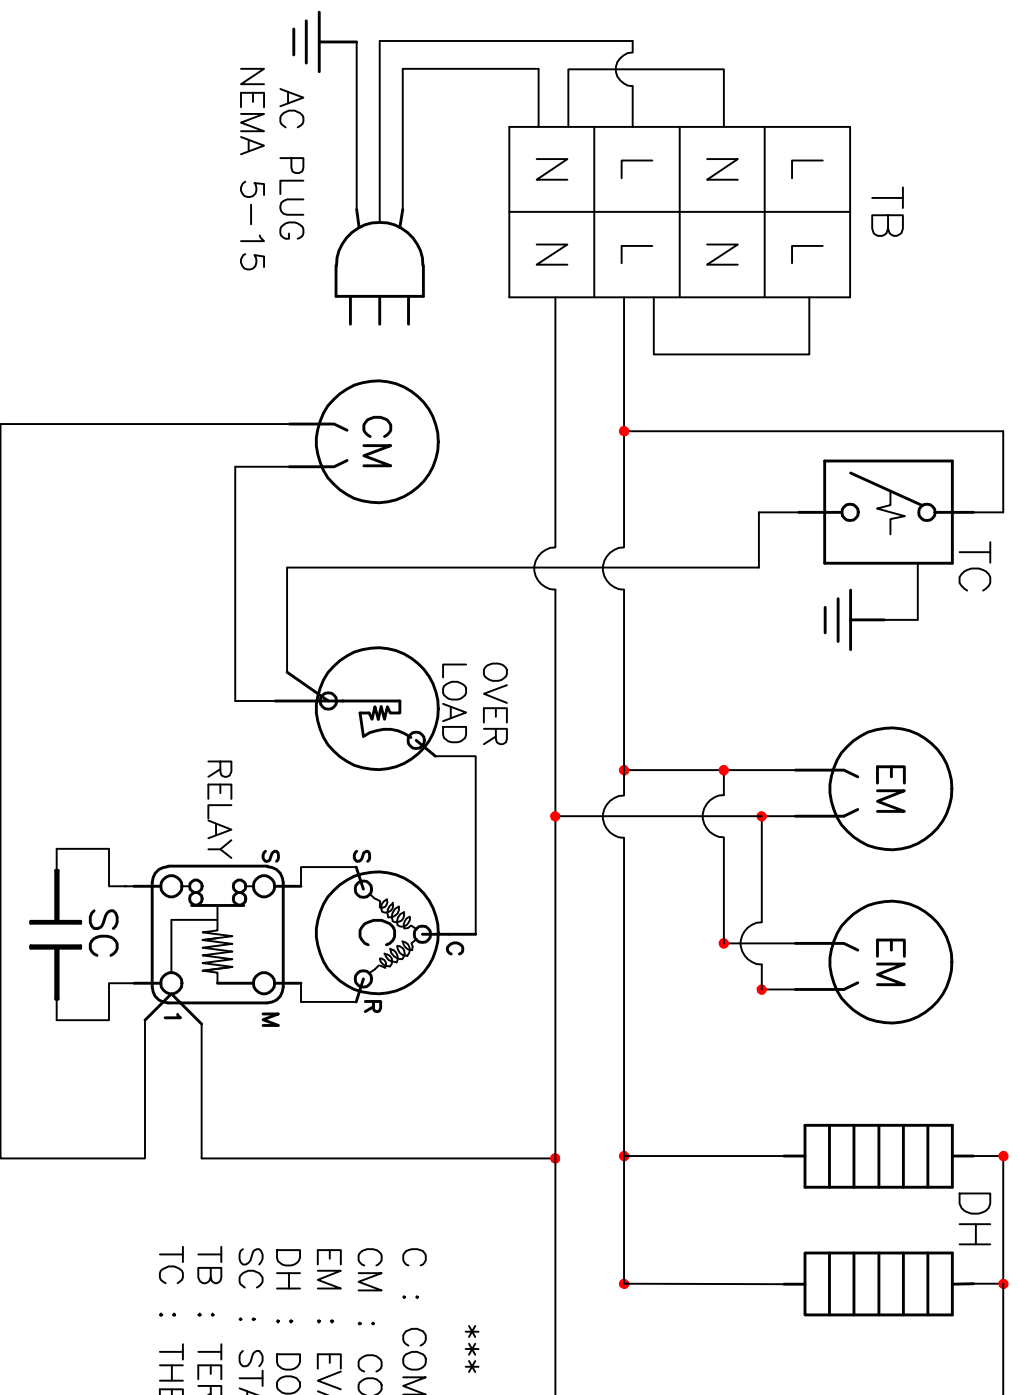 TB
L
L
N
N
L
L
N
N
AC PLUG
NEMA 5-15
CM
TC
OVER
LOAD
EM
EM
RELAY
S
S
C
C
R
M
1
SC
DH
***
C : COM
CM : CO
EM : EV
DH : DO
SC : STA
TB : TER
TC : THE